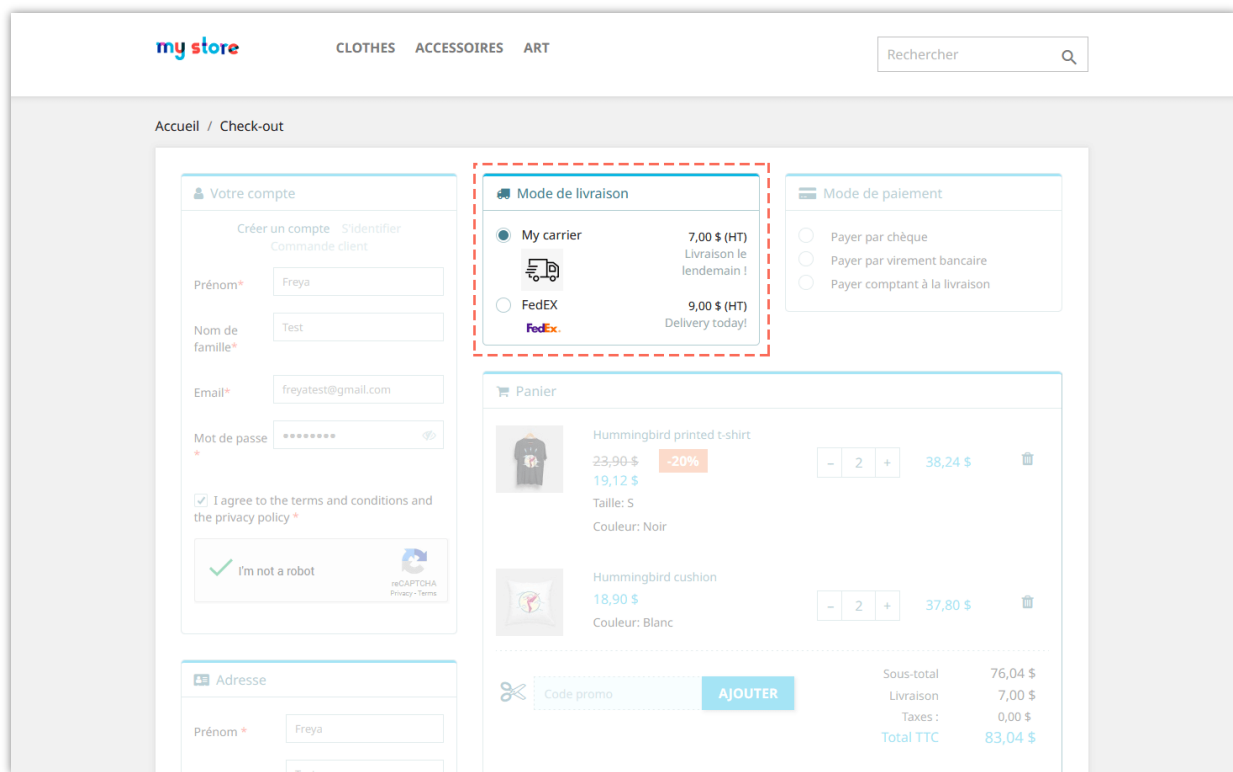 my store
CLOTHES ACCESSOIRES ART
Rechercher
Accueil / Check-out
Votre compte
Créer un compte S'identifier
Commande client
Prénom*
Freya
Nom de
famille*
Test
Email*
freyatest@gmail.com
Mot de passe
*
I agree to the terms and conditions and
the privacy policy *
I'm not a robot
reCAPTCHA
Privacy - Terms
Adresse
Prénom *
Freya
Mode de livraison
My carrier
7,00 $ (HT)
Livraison le
lendemain !
FedEX
9,00 $ (HT)
FedEx.
Delivery today!
Mode de paiement
Payer par chèque
Payer par virement bancaire
Payer comptant à la livraison
Panier
Hummingbird printed t-shirt
23,90 $ -20%
19,12 $
Taille: S
Couleur: Noir
– 2 + 38,24 $
Hummingbird cushion
18,90 $
Couleur: Blanc
– 2 + 37,80 $
Code promo AJOUTER
Sous-total 76,04 $
Livraison 7,00 $
Taxes : 0,00 $
Total TTC 83,04 $